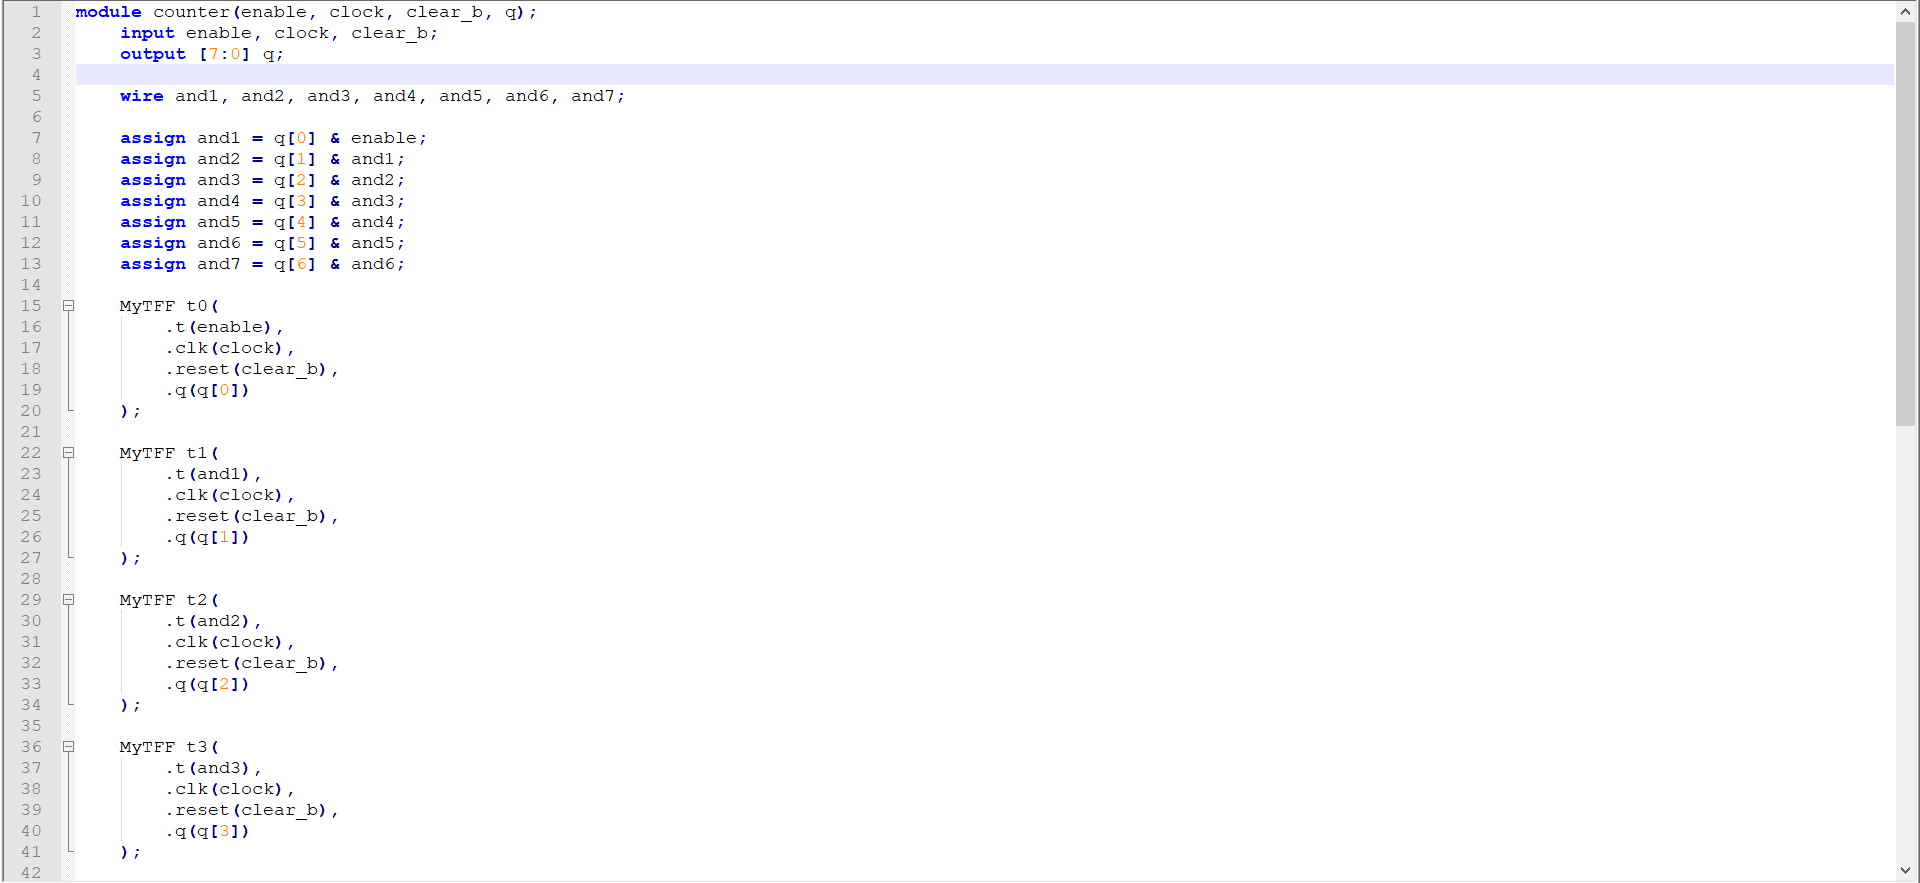 1 module counter(enable, clock, clear_b, q);
2 input enable, clock, clear_b;
3 output [7:0] q;
4
5 wire and1, and2, and3, and4, and5, and6, and7;
6
7 assign and1 = q[0] & enable;
8 assign and2 = q[1] & and1;
9 assign and3 = q[2] & and2;
10 assign and4 = q[3] & and3;
11 assign and5 = q[4] & and4;
12 assign and6 = q[5] & and5;
13 assign and7 = q[6] & and6;
14
15 MyTFF t0(
16 .t(enable),
17 .clk(clock),
18 .reset(clear_b),
19 .q(q[0])
20 );
21
22 MyTFF t1(
23 .t(and1),
24 .clk(clock),
25 .reset(clear_b),
26 .q(q[1])
27 );
28
29 MyTFF t2(
30 .t(and2),
31 .clk(clock),
32 .reset(clear_b),
33 .q(q[2])
34 );
35
36 MyTFF t3(
37 .t(and3),
38 .clk(clock),
39 .reset(clear_b),
40 .q(q[3])
41 );
42